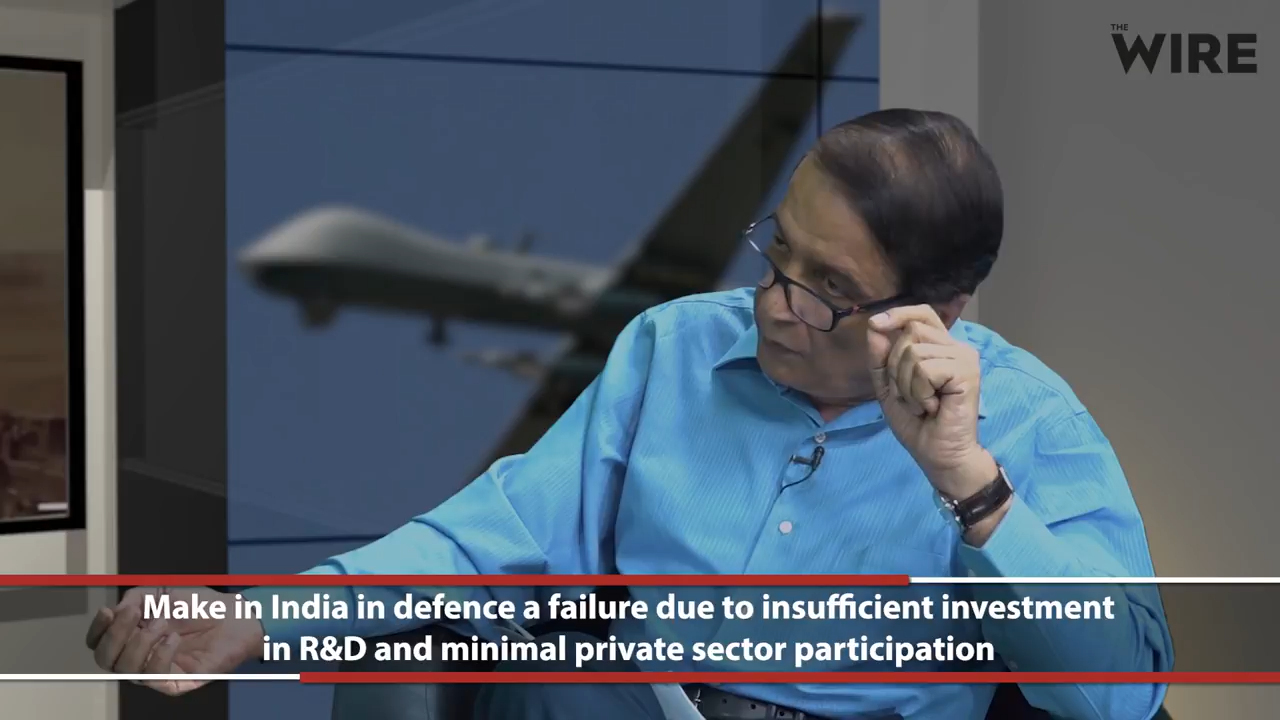 THE
WIRE
Make in India in defence a failure due to insufficient investment
in R&D and minimal private sector participation